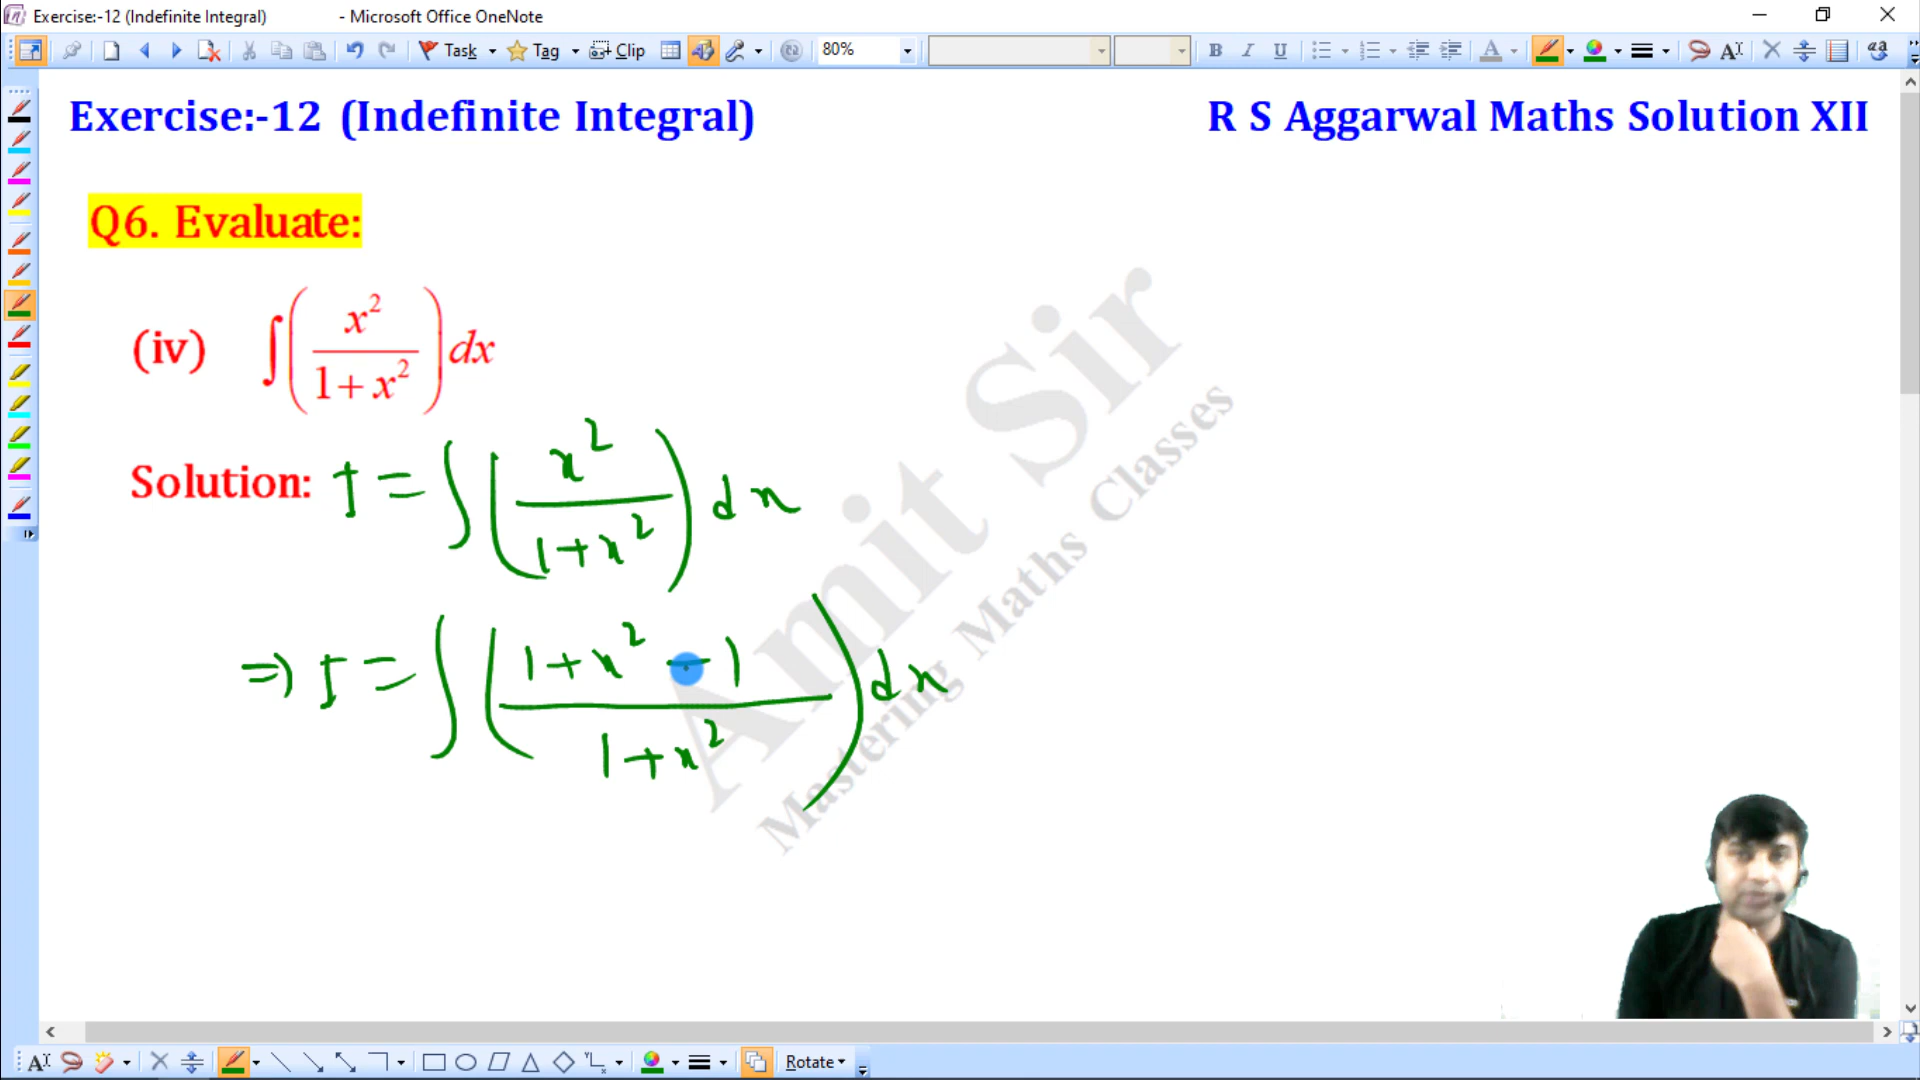 Exercise:-12 (Indefinite Integral) - Microsoft Office OneNote
Task Tag Clip 80% B I U A
Exercise:-12 (Indefinite Integral) R S Aggarwal Maths Solution XII
Q6. Evaluate:
(iv) ∫(x²/(1+x²))dx
Solution: I = ∫(x²/(1+x²))dx
⇒ I = ∫((1+x²-1)/(1+x²))dx
Amit Sir
Mastering Maths Classes
Rotate